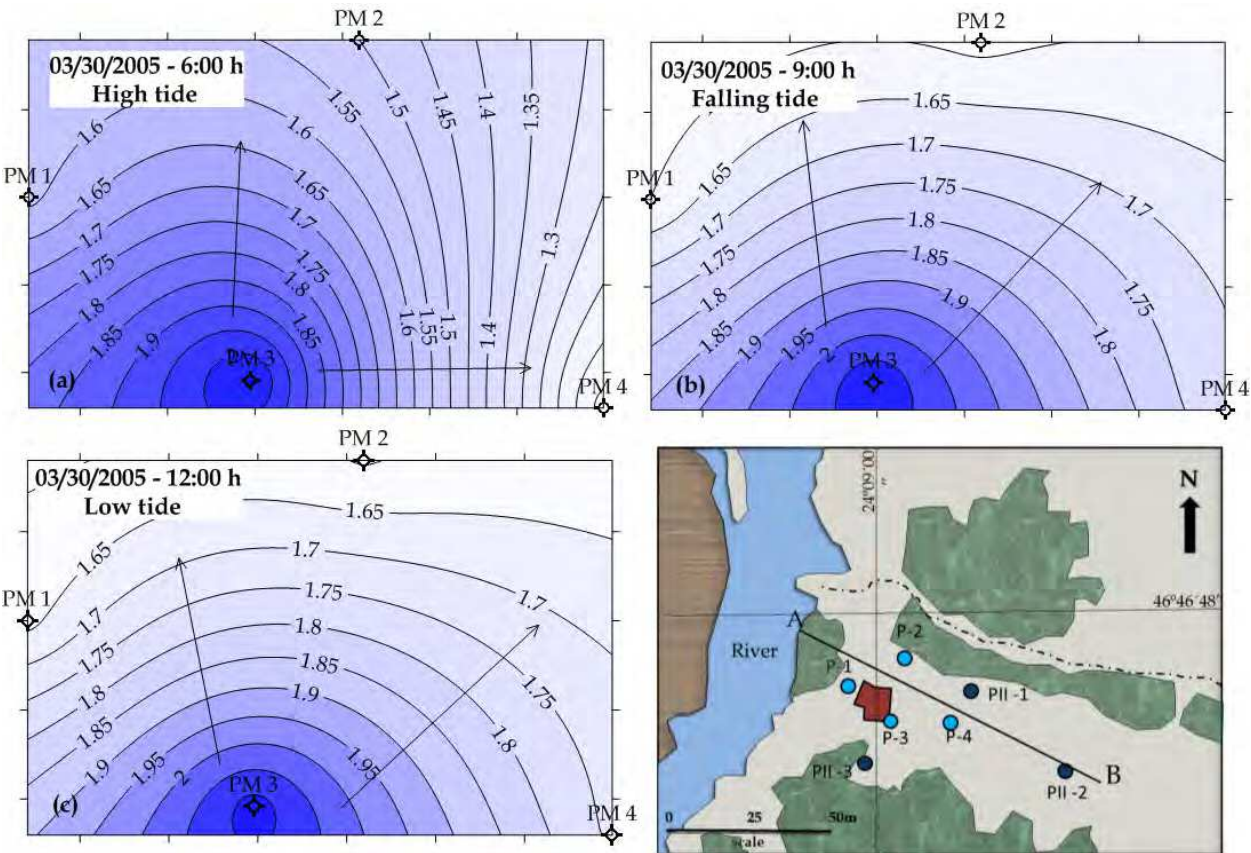 PM 2
03/30/2005 - 6:00 h
High tide
PM 1
1.6
1.55
1.5
1.45
1.4
1.35
1.6
1.65
1.65
1.7
1.7
1.75
1.75
1.8
1.8
1.85
1.85
1.9
1.3
1.6
1.55
1.5
1.4
PM 3
PM 4
(a)
PM 2
03/30/2005 - 9:00 h
Falling tide
PM 1
1.65
1.65
1.7
1.7
1.7
1.75
1.75
1.75
1.8
1.8
1.8
1.85
1.85
1.9
1.9
1.95
2
PM 3
PM 4
(b)
PM 2
03/30/2005 - 12:00 h
Low tide
PM 1
1.65
1.65
1.7
1.7
1.7
1.75
1.75
1.75
1.8
1.8
1.8
1.85
1.85
1.9
1.9
1.95
1.95
2
PM 3
PM 4
(c)
24º09'00
"
N
46º46'48"
A
River
P-1
P-2
PII -1
P-3
P-4
PII -3
PII -2
B
0 25 50m
scale